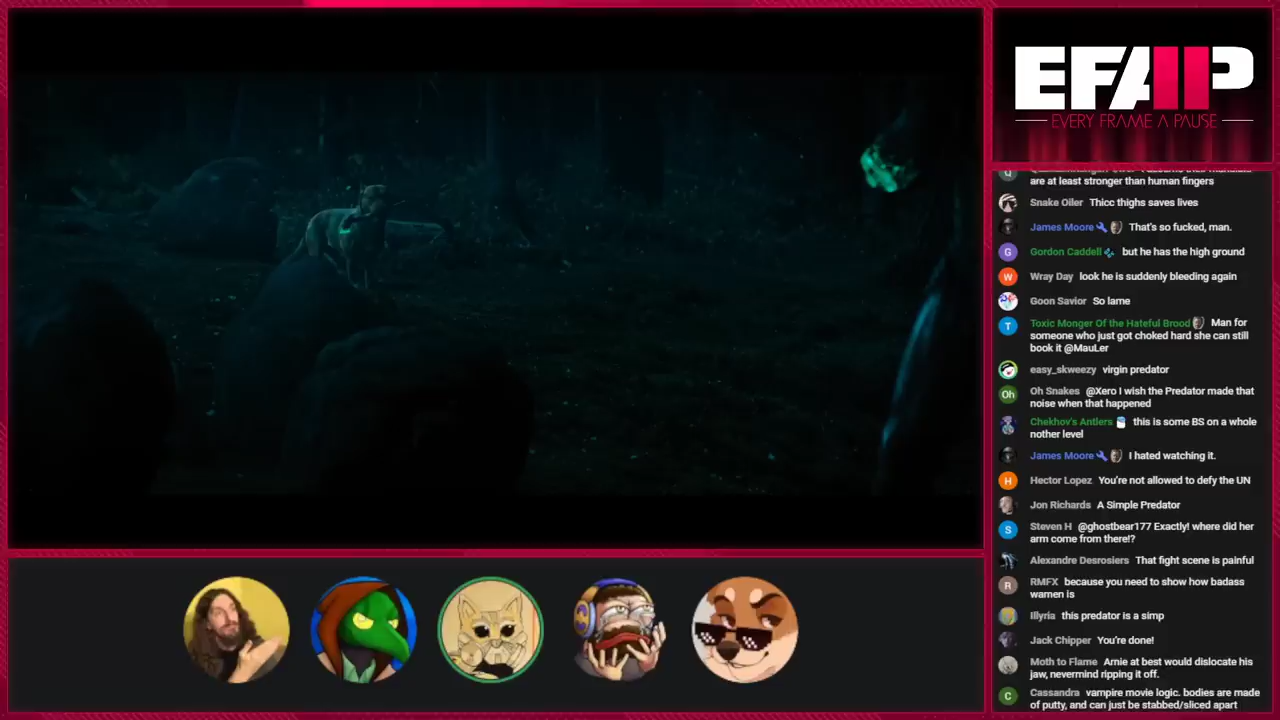 EFAP
EVERY FRAME A PAUSE
are at least stronger than human fingers
Snake Oiler Thicc thighs saves lives
James Moore That's so fucked, man.
G Gordon Caddell but he has the high ground
W Wray Day look he is suddenly bleeding again
Goon Savior So lame
T Toxic Monger Of the Hateful Brood Man for
someone who just got choked hard she can still
book it @MauLer
easy_skweezy virgin predator
Oh Oh Snakes @Xero I wish the Predator made that
noise when that happened
Chekhov's Antlers this is some BS on a whole
nother level
James Moore I hated watching it.
H Hector Lopez You're not allowed to defy the UN
Jon Richards A Simple Predator
S Steven H @ghostbear177 Exactly! where did her
arm come from there!?
Alexandre Desrosiers That fight scene is painful
R RMFX because you need to show how badass
wamen is
Illyria this predator is a simp
Jack Chipper You're done!
Moth to Flame Arnie at best would dislocate his
jaw, nevermind ripping it off.
C Cassandra vampire movie logic. bodies are made
of putty, and can just be stabbed/sliced apart